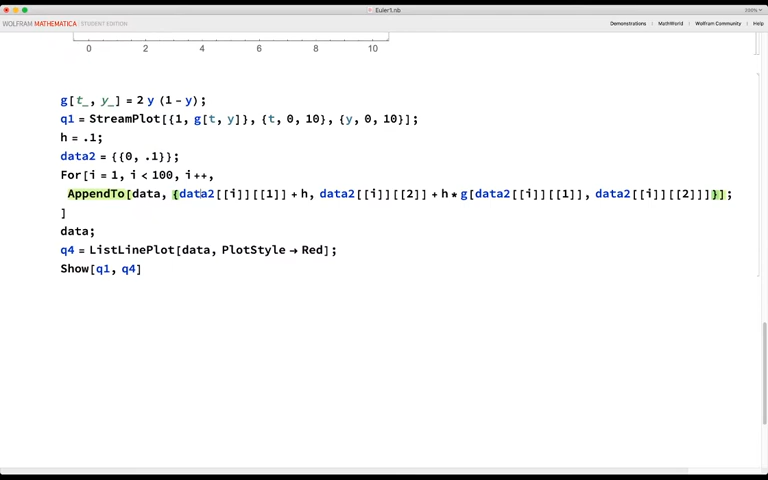 Euler1.nb
200%
WOLFRAM MATHEMATICA | STUDENT EDITION
Demonstrations | MathWorld | Wolfram Community | Help
0 2 4 6 8 10
g[t_, y_] = 2 y (1 - y);
q1 = StreamPlot[{1, g[t, y]}, {t, 0, 10}, {y, 0, 10}];
h = .1;
data2 = {{0, .1}};
For[i = 1, i < 100, i++,
AppendTo[data, {data2[[i]][[1]] + h, data2[[i]][[2]] + h * g[data2[[i]][[1]], data2[[i]][[2]]]}];
]
data;
q4 = ListLinePlot[data, PlotStyle → Red];
Show[q1, q4]